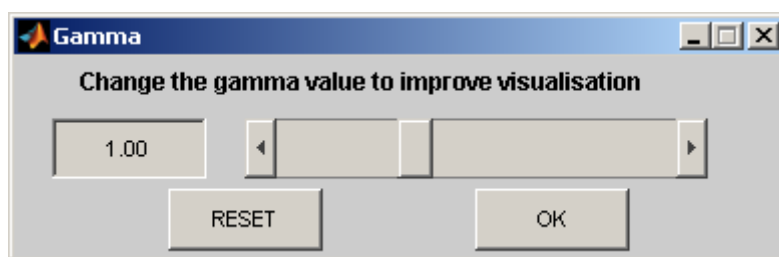 Gamma
Change the gamma value to improve visualisation
1.00
RESET OK